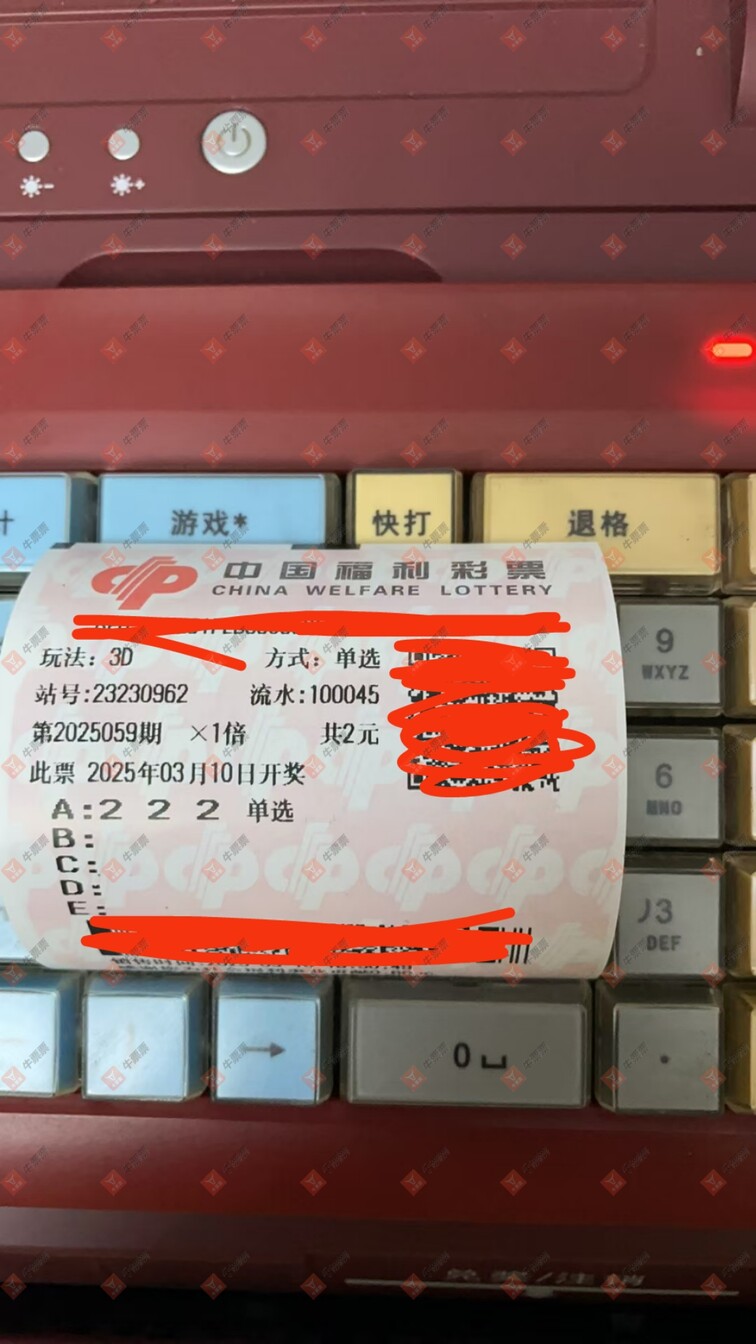 游戏*
快打
退格
中国福利彩票
CHINA WELFARE LOTTERY
玩法：3D 方式：单选
站号:23230962 流水:100045
第2025059期 ×1倍 共2元
此票 2025年03月10日开奖
A:2 2 2 单选
B:
C:
D:
E:
9
WXYZ
6
MNO
3
DEF
→
0
.
牛票票